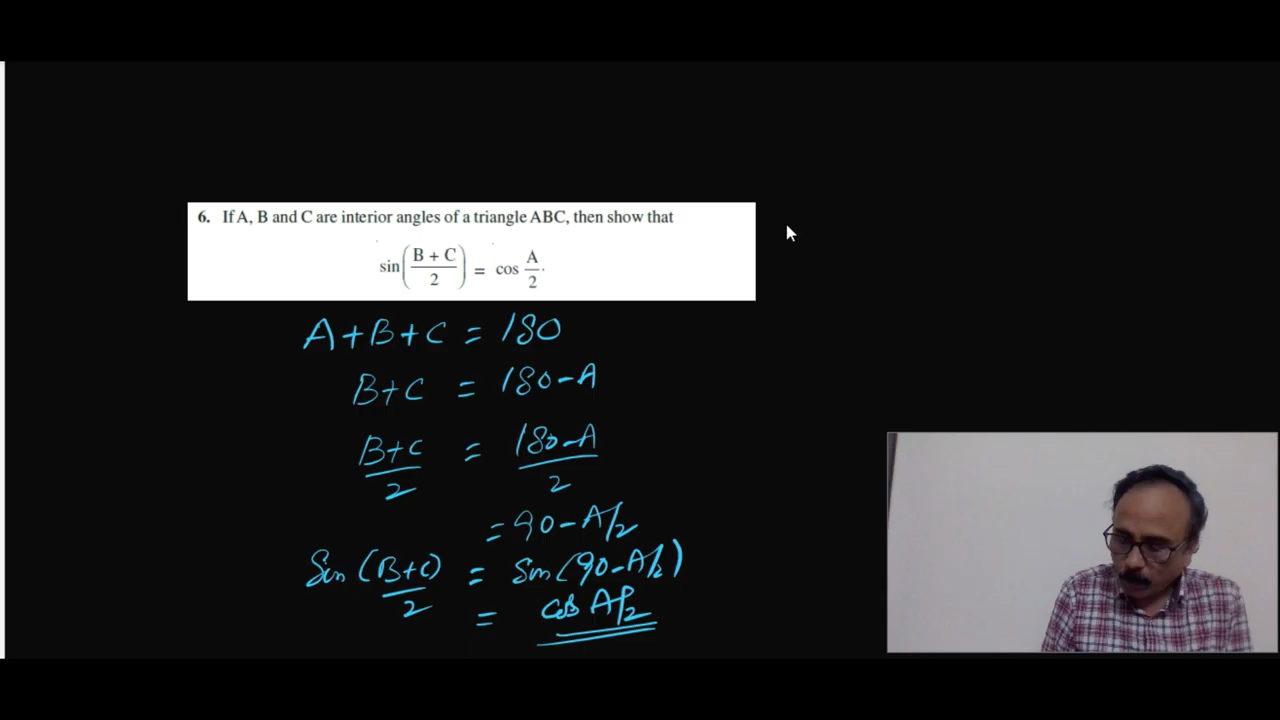 6. If A, B and C are interior angles of a triangle ABC, then show that
sin(B + C / 2) = cos A / 2.
A+B+C = 180
B+C = 180-A
B+C / 2 = 180-A / 2
= 90-A/2
Sin (B+C / 2) = Sin (90-A/2)
= cos A/2